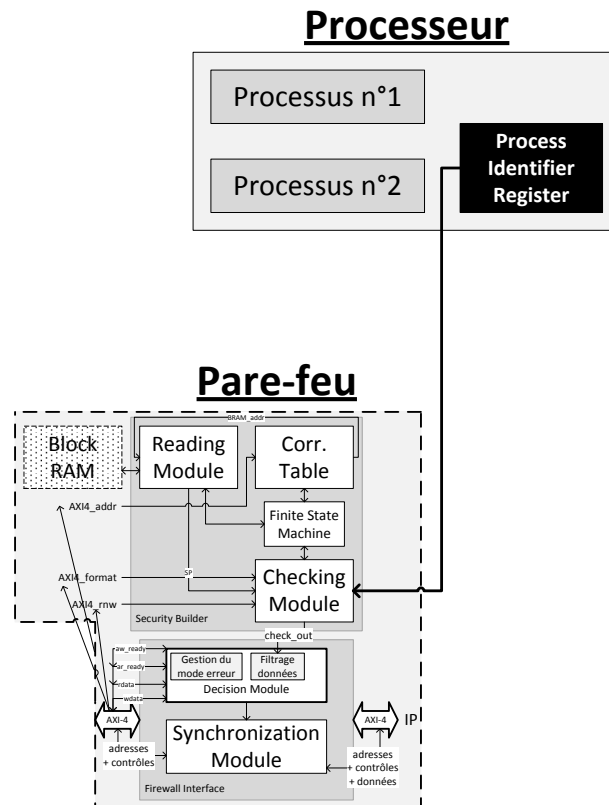 Processeur
Processus n°1
Processus n°2
Process
Identifier
Register
Pare-feu
BRAM_addr
Block
RAM
Reading
Module
Corr.
Table
AXI4_addr
Finite State
Machine
AXI4_format
SP
AXI4_rnw
Checking
Module
Security Builder
check_out
aw_ready
ar_ready
rdata
wdata
Gestion du
mode erreur
Filtrage
données
Decision Module
AXI-4
AXI-4
IP
Synchronization
Module
adresses
+ contrôles
adresses
+ contrôles
+ données
Firewall Interface